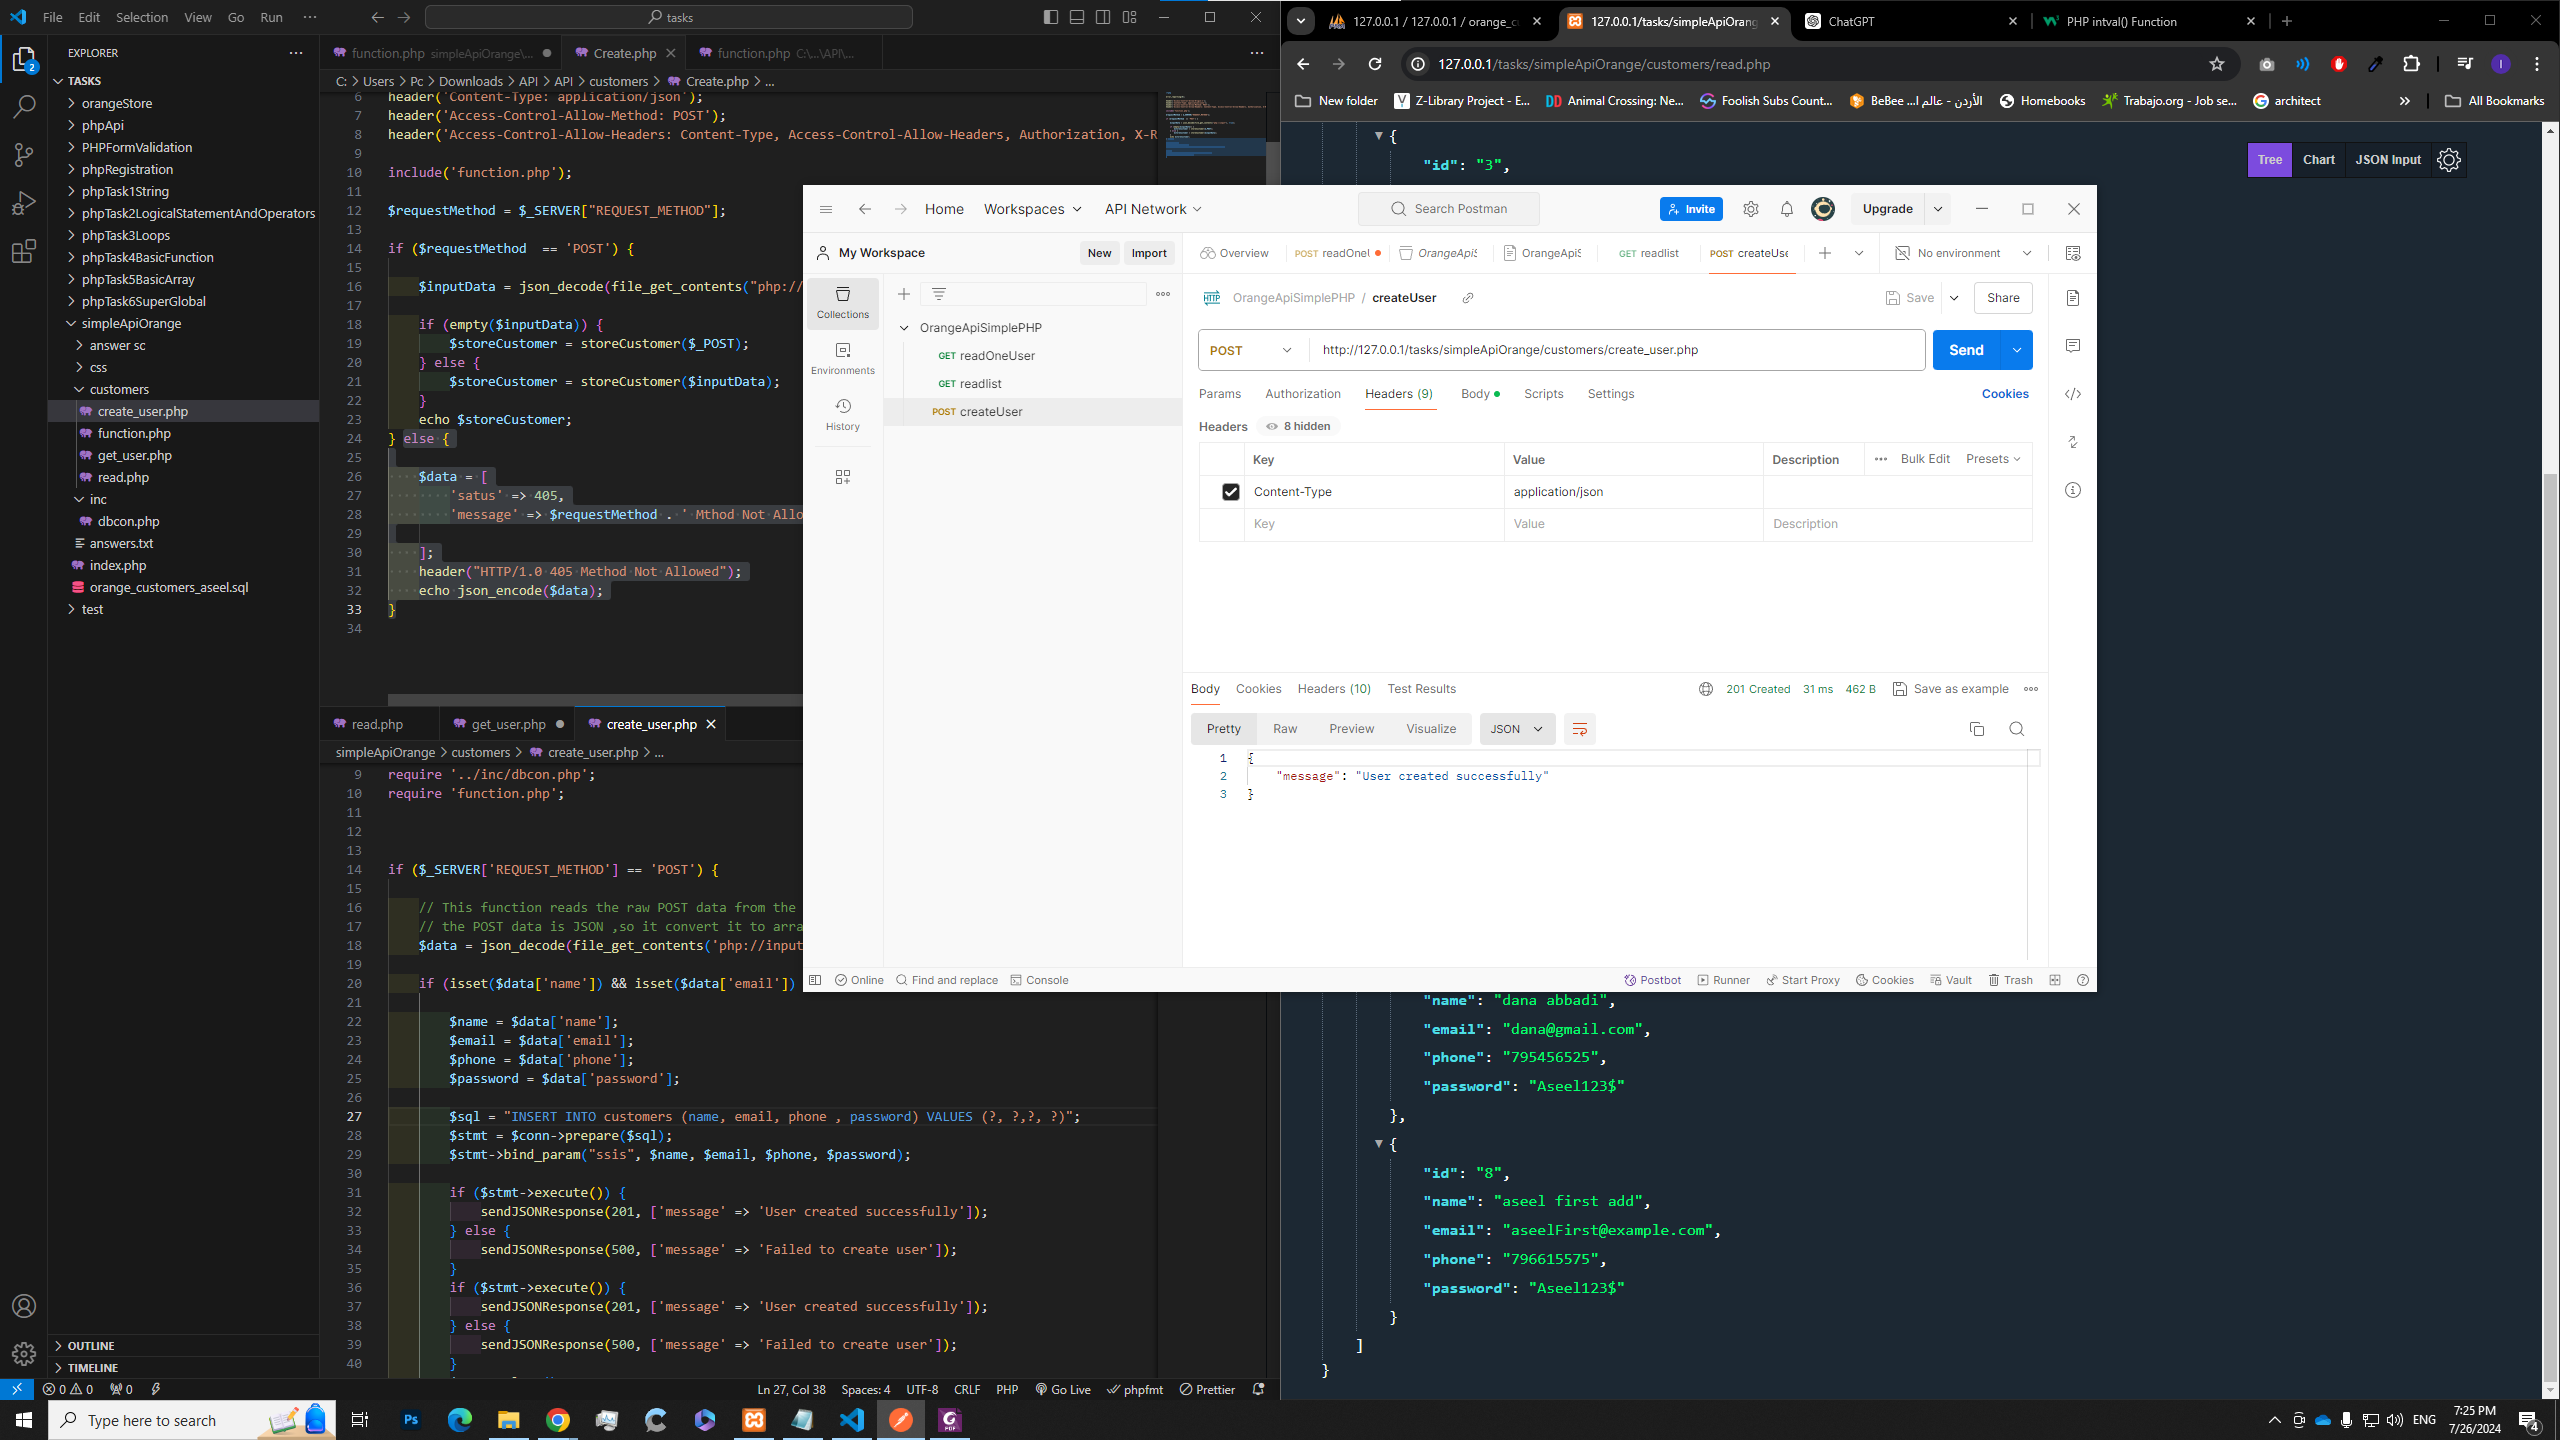 File Edit Selection View Go Run ···
tasks
EXPLORER
TASKS
orangeStore
phpApi
PHPFormValidation
phpRegistration
phpTask1String
phpTask2LogicalStatementAndOperators
phpTask3Loops
phpTask4BasicFunction
phpTask5BasicArray
phpTask6SuperGlobal
simpleApiOrange
answer sc
css
customers
create_user.php
function.php
get_user.php
read.php
inc
dbcon.php
answers.txt
index.php
orange_customers_aseel.sql
test
OUTLINE
TIMELINE
function.php simpleApiOrange\...
Create.php
function.php C:\...\API\...
C: > Users > Pc > Downloads > API > API > customers > Create.php > ...
6 header('Content-Type: application/json');
7 header('Access-Control-Allow-Method: POST');
8 header('Access-Control-Allow-Headers: Content-Type, Access-Control-Allow-Headers, Authorization, X-R
9
10 include('function.php');
11
12 $requestMethod = $_SERVER["REQUEST_METHOD"];
13
14 if ($requestMethod  == 'POST') {
15
16 $inputData = json_decode(file_get_contents("php://
17
18 if (empty($inputData)) {
19 $storeCustomer = storeCustomer($_POST);
20 } else {
21 $storeCustomer = storeCustomer($inputData);
22 }
23 echo $storeCustomer;
24 } else {
25
26 $data = [
27 'satus' => 405,
28 'message' => $requestMethod . ' Mthod Not Allo
29
30 ];
31 header("HTTP/1.0 405 Method Not Allowed");
32 echo json_encode($data);
33 }
34
read.php
get_user.php
create_user.php
simpleApiOrange > customers > create_user.php > ...
9 require '../inc/dbcon.php';
10 require 'function.php';
11
12
13
14 if ($_SERVER['REQUEST_METHOD'] == 'POST') {
15
16 // This function reads the raw POST data from the
17 // the POST data is JSON ,so it convert it to arra
18 $data = json_decode(file_get_contents('php://input
19
20 if (isset($data['name']) && isset($data['email'])
21
22 $name = $data['name'];
23 $email = $data['email'];
24 $phone = $data['phone'];
25 $password = $data['password'];
26
27 $sql = "INSERT INTO customers (name, email, phone , password) VALUES (?, ?,?, ?)";
28 $stmt = $conn->prepare($sql);
29 $stmt->bind_param("ssis", $name, $email, $phone, $password);
30
31 if ($stmt->execute()) {
32 sendJSONResponse(201, ['message' => 'User created successfully']);
33 } else {
34 sendJSONResponse(500, ['message' => 'Failed to create user']);
35 }
36 if ($stmt->execute()) {
37 sendJSONResponse(201, ['message' => 'User created successfully']);
38 } else {
39 sendJSONResponse(500, ['message' => 'Failed to create user']);
40 }
0 0 0
Ln 27, Col 38 Spaces: 4 UTF-8 CRLF PHP Go Live phpfmt Prettier
Home Workspaces API Network
Search Postman
Invite
Upgrade
My Workspace
New Import
Overview
POST readOneU
OrangeApiS
OrangeApiS
GET readlist
POST createUse
No environment
Collections
Environments
History
OrangeApiSimplePHP
GET readOneUser
GET readlist
POST createUser
HTTP OrangeApiSimplePHP / createUser
Save Share
POST http://127.0.0.1/tasks/simpleApiOrange/customers/create_user.php
Send
Params Authorization Headers (9) Body Scripts Settings
Cookies
Headers 8 hidden
Key Value Description ··· Bulk Edit Presets
Content-Type application/json
Key Value Description
Body Cookies Headers (10) Test Results
201 Created 31 ms 462 B Save as example
Pretty Raw Preview Visualize JSON
1 {
2 "message": "User created successfully"
3 }
Online Find and replace Console
Postbot Runner Start Proxy Cookies Vault Trash
127.0.0.1 / 127.0.0.1 / orange_c
127.0.0.1/tasks/simpleApiOrang
ChatGPT
PHP intval() Function
127.0.0.1/tasks/simpleApiOrange/customers/read.php
New folder
Z-Library Project - E...
DD Animal Crossing: Ne...
Foolish Subs Count...
BeBee الأردن - عالم ا...
Homebooks
Trabajo.org - Job se...
architect
All Bookmarks
Tree Chart JSON Input
{
"id": "3",
"name": "dana abbadi",
"email": "dana@gmail.com",
"phone": "795456525",
"password": "Aseel123$"
},
{
"id": "8",
"name": "aseel first add",
"email": "aseelFirst@example.com",
"phone": "796615575",
"password": "Aseel123$"
}
]
}
Type here to search
Ps
ENG
7:25 PM
7/26/2024
4